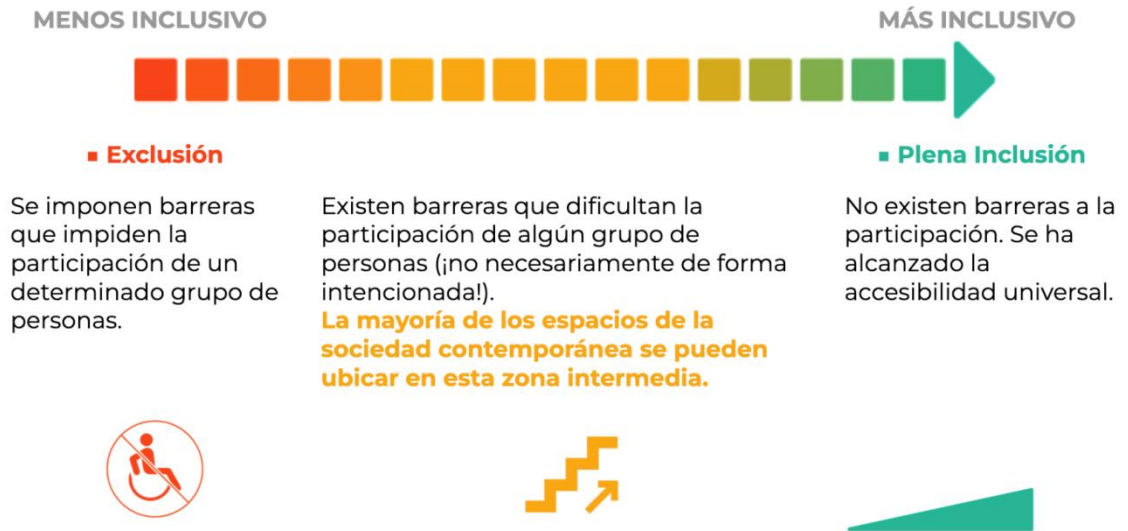 MENOS INCLUSIVO
MÁS INCLUSIVO
Exclusión
Se imponen barreras
que impiden la
participación de un
determinado grupo de
personas.
Existen barreras que dificultan la
participación de algún grupo de
personas (¡no necesariamente de forma
intencionada!).
La mayoría de los espacios de la
sociedad contemporánea se pueden
ubicar en esta zona intermedia.
Plena Inclusión
No existen barreras a la
participación. Se ha
alcanzado la
accesibilidad universal.